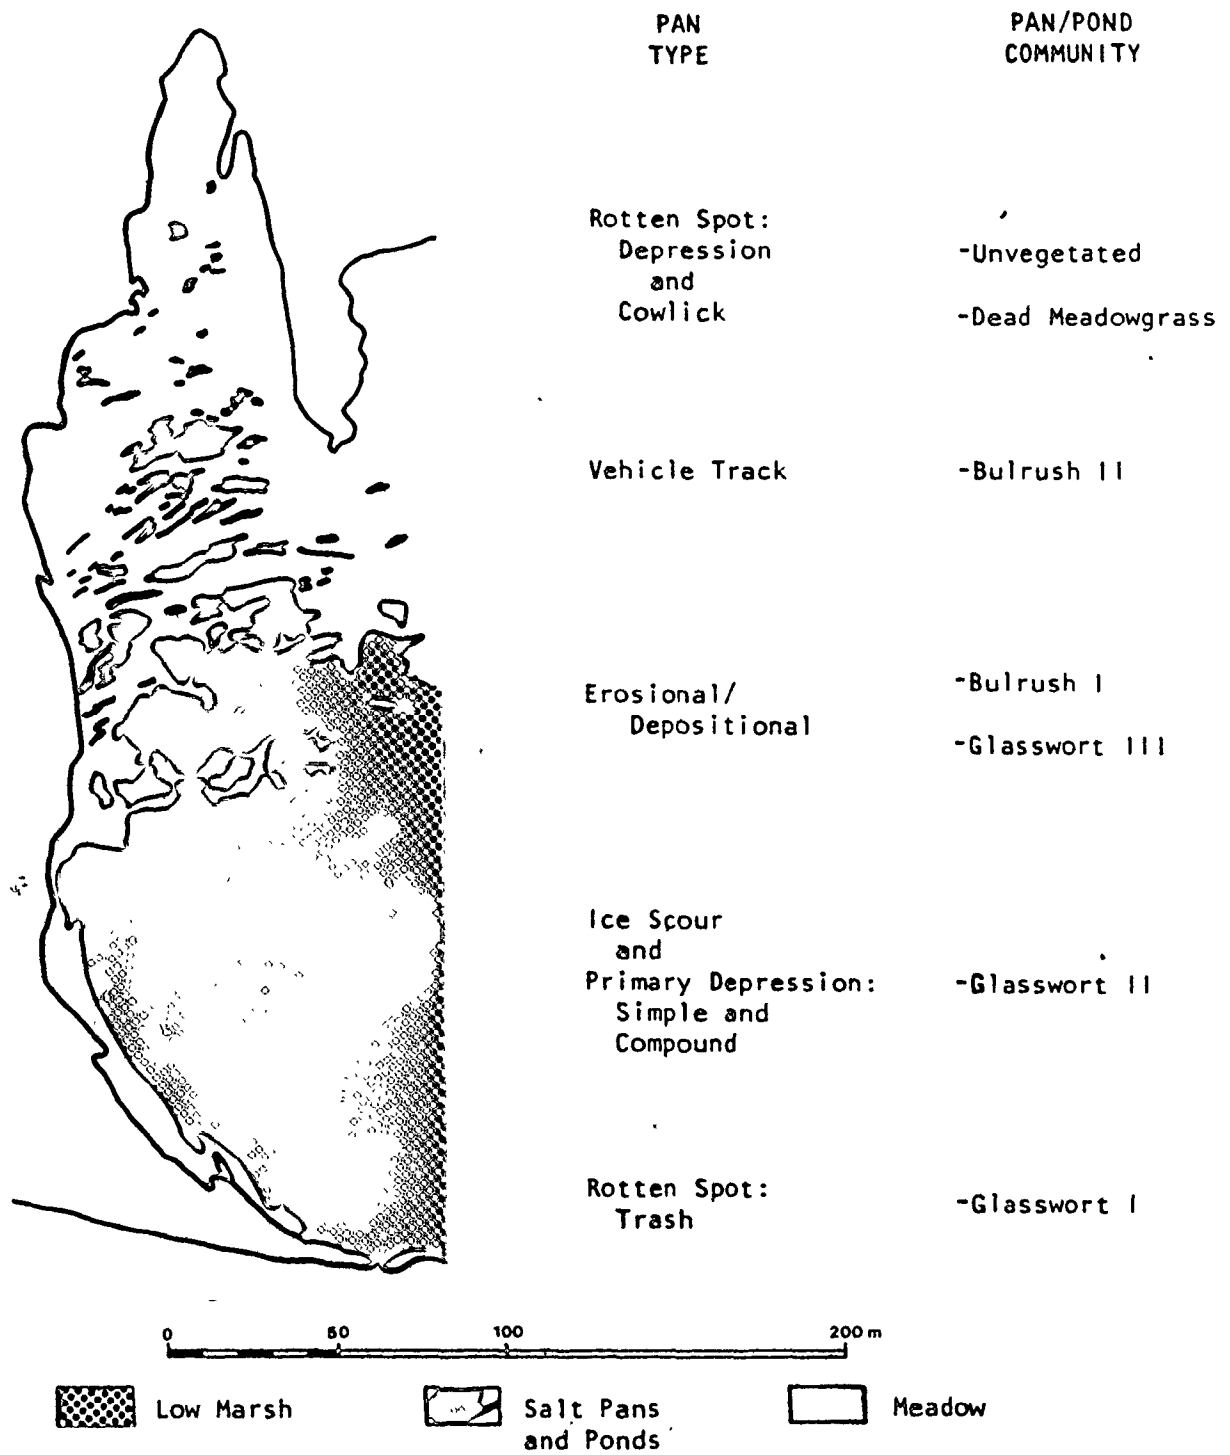 PAN
TYPE
PAN/POND
COMMUNITY
Rotten Spot:
Depression
and
Cowlick
-Unvegetated
-Dead Meadowgrass
Vehicle Track
-Bulrush II
Erosional/
Depositional
-Bulrush I
-Glasswort III
Ice Scour
and
Primary Depression:
Simple and
Compound
-Glasswort II
Rotten Spot:
Trash
-Glasswort I
0 50 100 200 m
Low Marsh
Salt Pans
and Ponds
Meadow